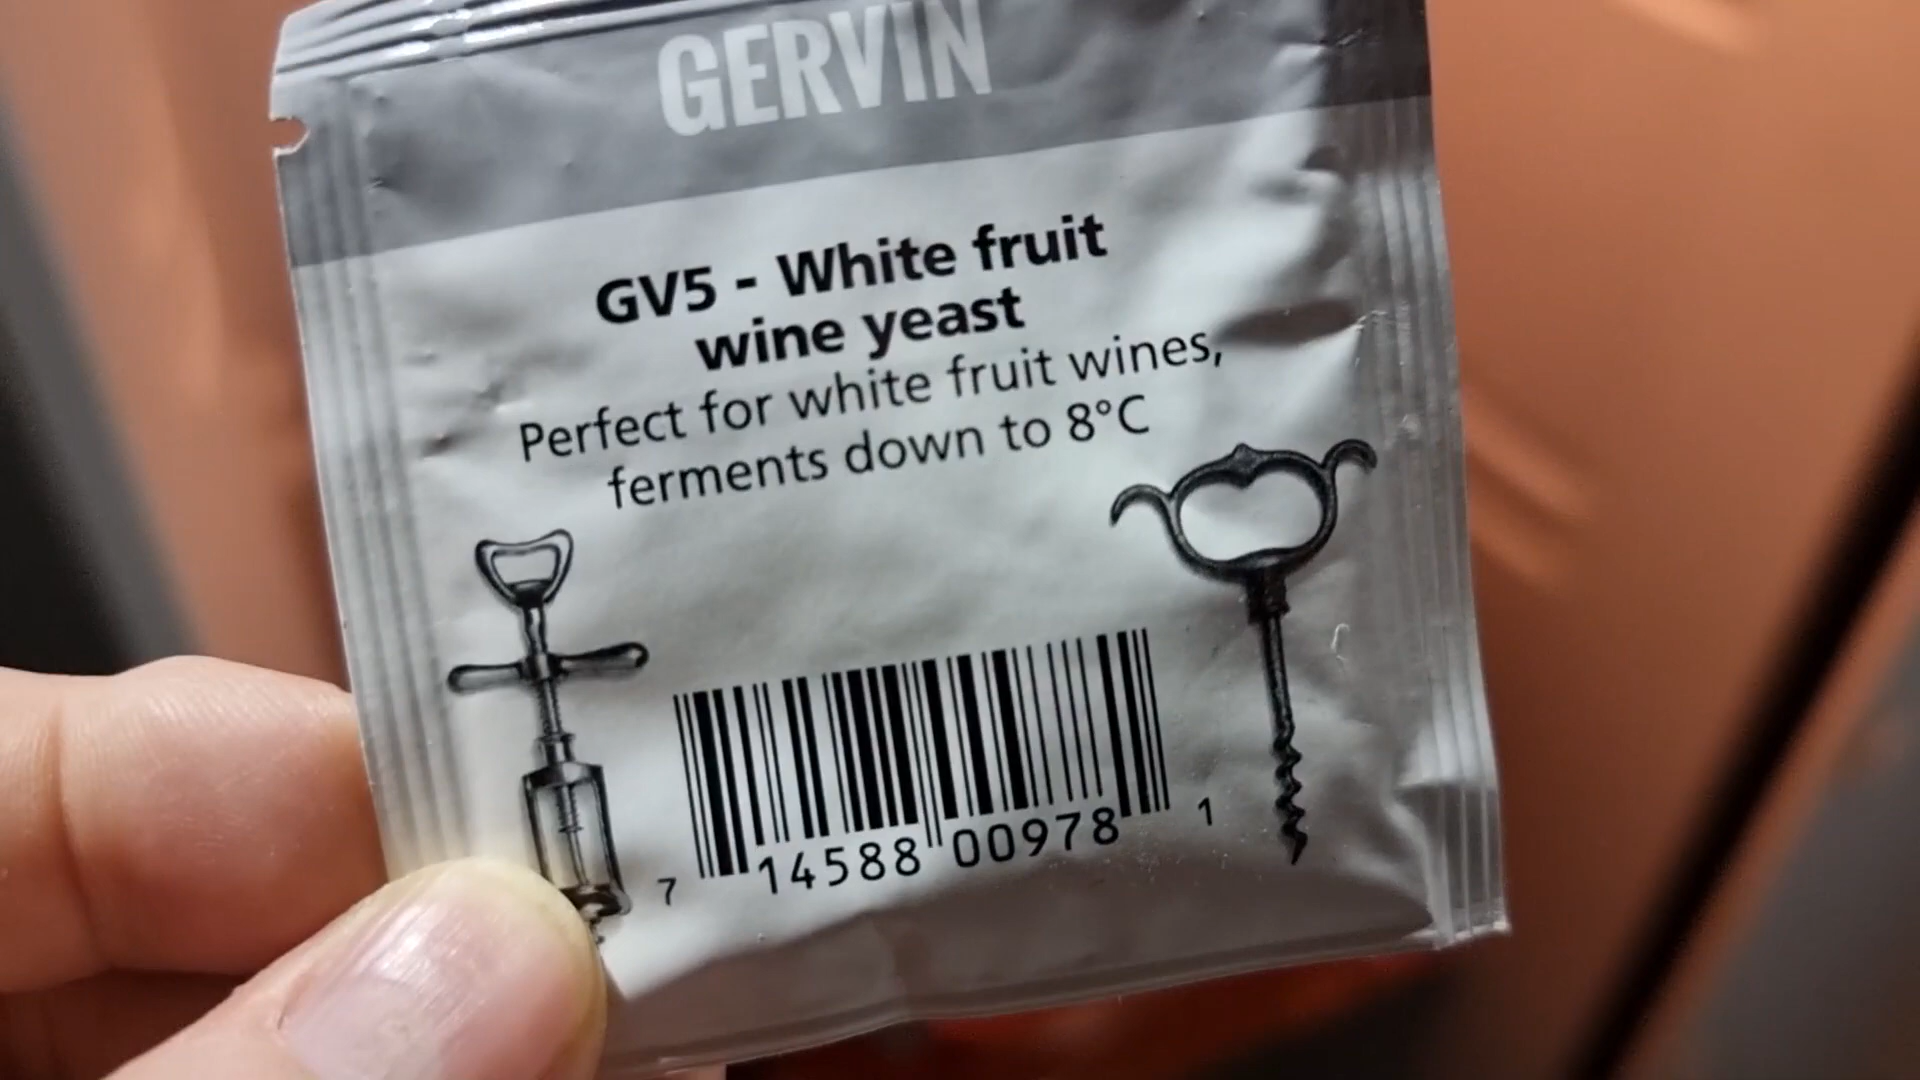 GERVIN
GV5 - White fruit
wine yeast
Perfect for white fruit wines,
ferments down to 8°C
7 14588 00978 1